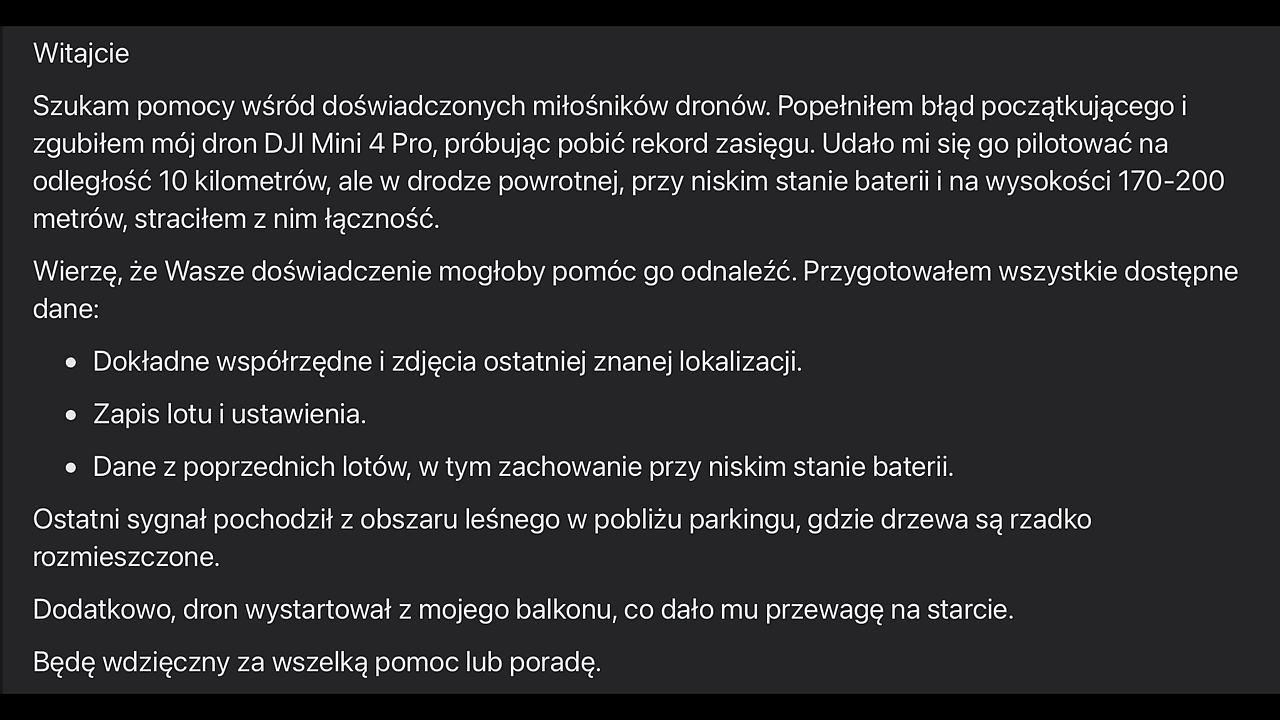 Witajcie
Szukam pomocy wśród doświadczonych miłośników dronów. Popełniłem błąd początkującego i
zgubiłem mój dron DJI Mini 4 Pro, próbując pobić rekord zasięgu. Udało mi się go pilotować na
odległość 10 kilometrów, ale w drodze powrotnej, przy niskim stanie baterii i na wysokości 170-200
metrów, straciłem z nim łączność.
Wierzę, że Wasze doświadczenie mogłoby pomóc go odnaleźć. Przygotowałem wszystkie dostępne
dane:
• Dokładne współrzędne i zdjęcia ostatniej znanej lokalizacji.
• Zapis lotu i ustawienia.
• Dane z poprzednich lotów, w tym zachowanie przy niskim stanie baterii.
Ostatni sygnał pochodził z obszaru leśnego w pobliżu parkingu, gdzie drzewa są rzadko
rozmieszczone.
Dodatkowo, dron wystartował z mojego balkonu, co dało mu przewagę na starcie.
Będę wdzięczny za wszelką pomoc lub poradę.